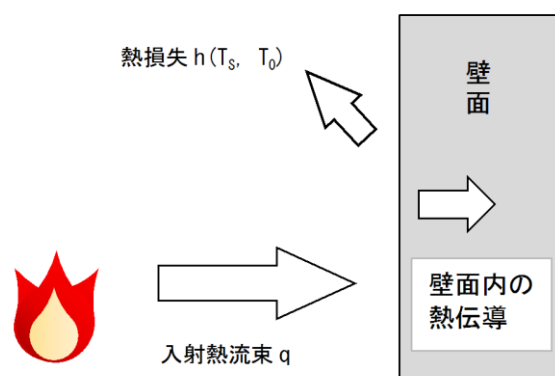 熱損失 h(Ts, T0)
壁
面
壁面内の
熱伝導
入射熱流束 q